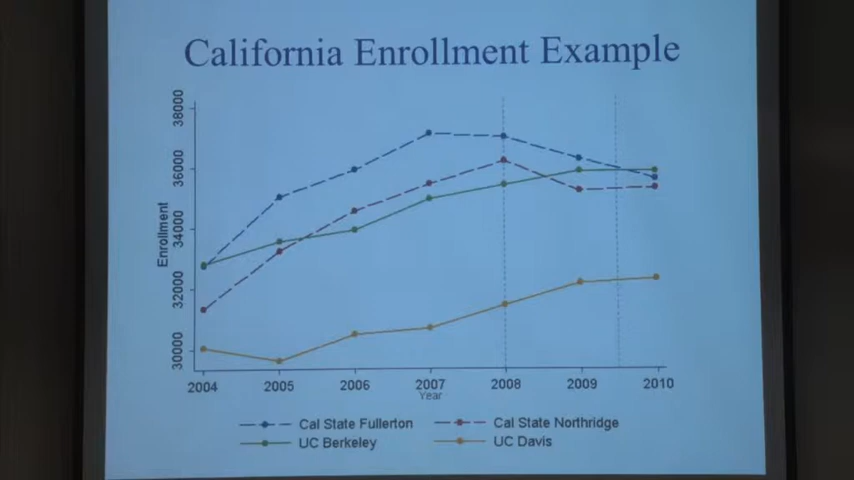 California Enrollment Example
38000
36000
34000
32000
30000
Enrollment
2004 2005 2006 2007 2008 2009 2010
Year
Cal State Fullerton Cal State Northridge
UC Berkeley UC Davis